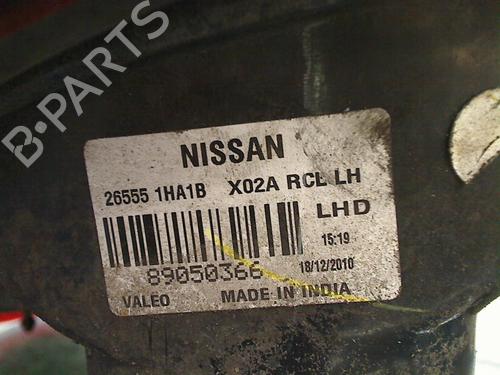 B-PARTS
NISSAN
26555 1HA1B X02A RCL LH
LHD
15:19
89050366 18/12/2010
VALEO MADE IN INDIA